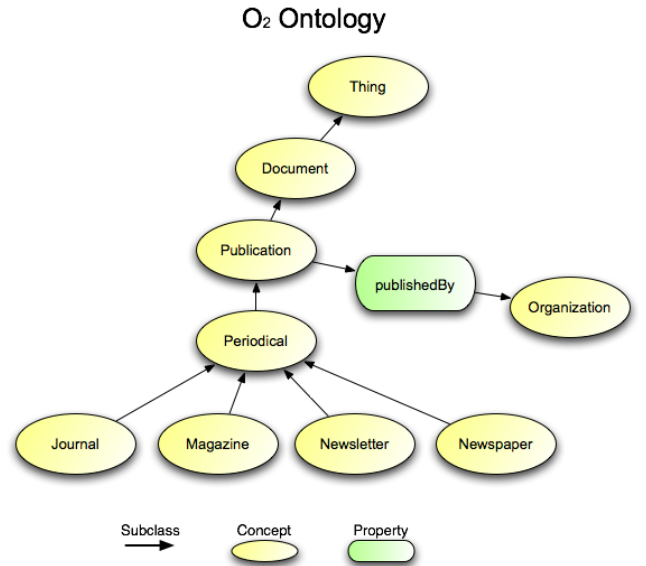 O₂ Ontology
Thing
Document
Publication
publishedBy
Organization
Periodical
Journal
Magazine
Newsletter
Newspaper
Subclass
Concept
Property